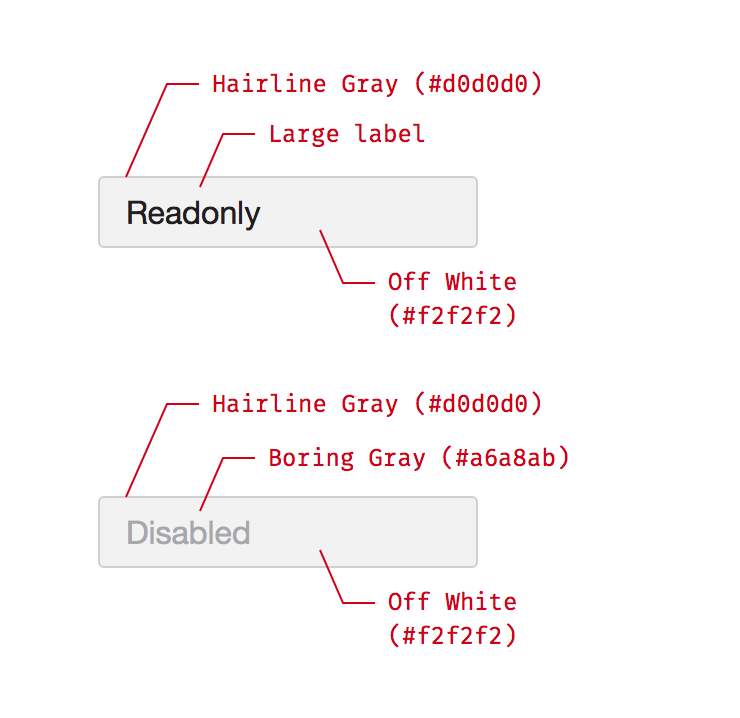 Hairline Gray (#d0d0d0)
Large label
Readonly
Off White
(#f2f2f2)
Hairline Gray (#d0d0d0)
Boring Gray (#a6a8ab)
Disabled
Off White
(#f2f2f2)